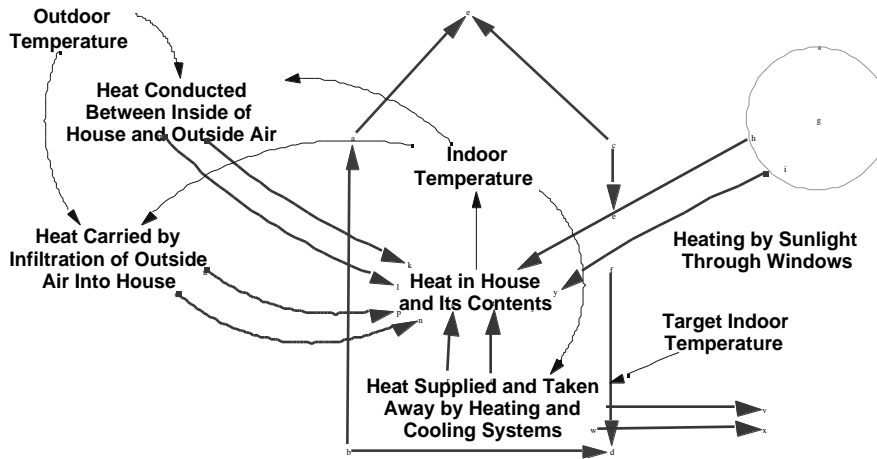 Outdoor
Temperature
e
s
Heat Conducted
Between Inside of
House and Outside Air
a
g
h
c
i
Indoor
Temperature
e
Heat Carried by
Infiltration of Outside
Air Into House
Heating by Sunlight
Through Windows
k
l
Heat in House
and Its Contents
y
f
p
n
Target Indoor
Temperature
Heat Supplied and Taken
Away by Heating and
Cooling Systems
v
w
x
b
d